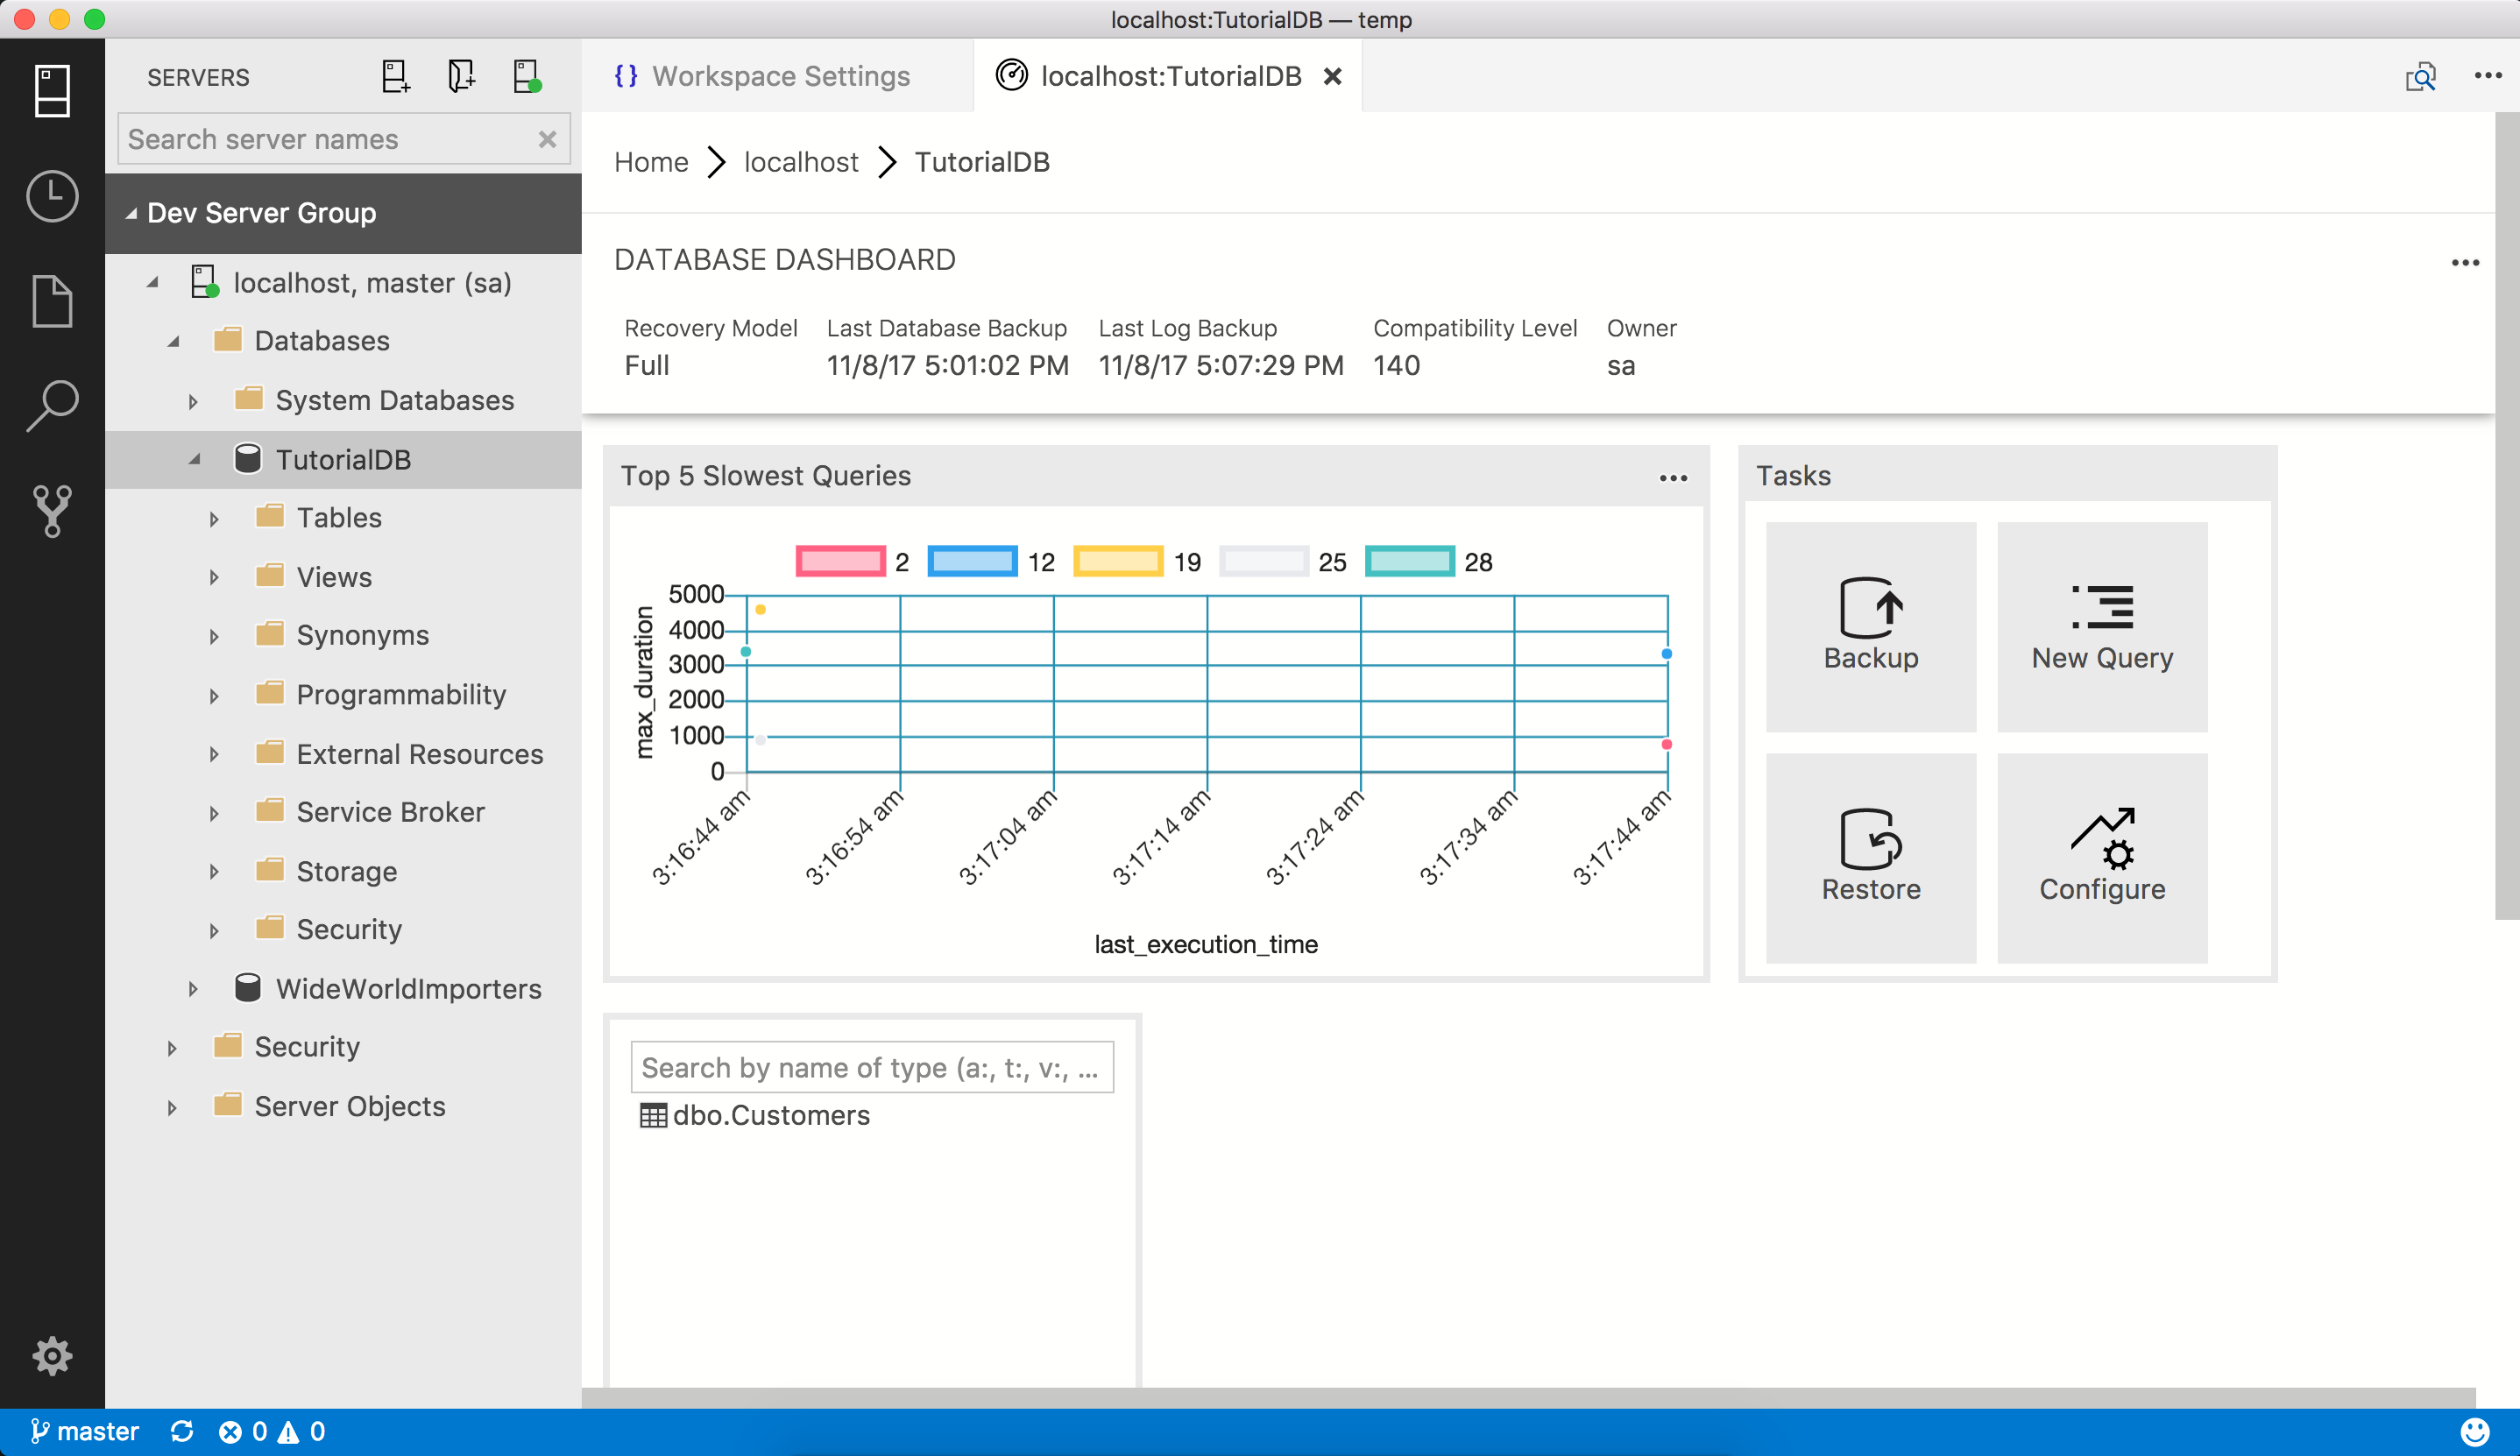 localhost:TutorialDB — temp
SERVERS
Search server names
Dev Server Group
localhost, master (sa)
Databases
System Databases
TutorialDB
Tables
Views
Synonyms
Programmability
External Resources
Service Broker
Storage
Security
WideWorldImporters
Security
Server Objects
{} Workspace Settings
localhost:TutorialDB
Home > localhost > TutorialDB
DATABASE DASHBOARD
Recovery Model Last Database Backup Last Log Backup Compatibility Level Owner
Full 11/8/17 5:01:02 PM 11/8/17 5:07:29 PM 140 sa
Top 5 Slowest Queries
2 12 19 25 28
5000
4000
3000
2000
1000
0
max_duration
3:16:44 am 3:16:54 am 3:17:04 am 3:17:14 am 3:17:24 am 3:17:34 am 3:17:44 am
last_execution_time
Tasks
Backup
New Query
Restore
Configure
Search by name of type (a:, t:, v:, ...
dbo.Customers
master 0 0